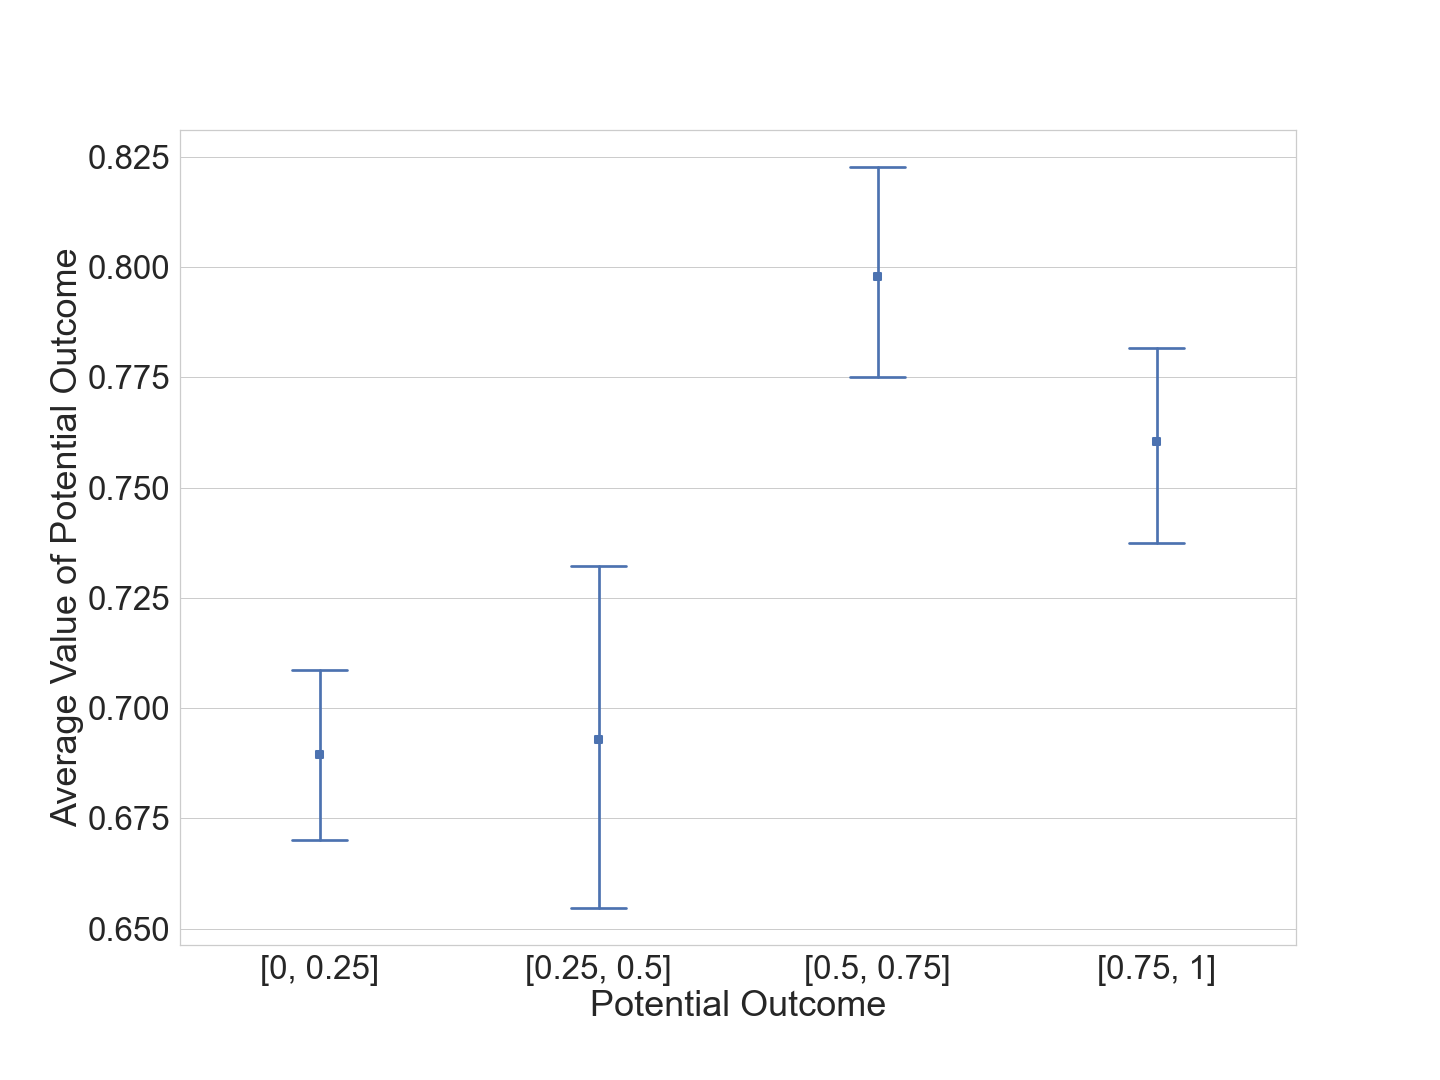 0.825
0.800
0.775
0.750
0.725
0.700
0.675
0.650
Average Value of Potential Outcome
[0, 0.25] [0.25, 0.5] [0.5, 0.75] [0.75, 1]
Potential Outcome